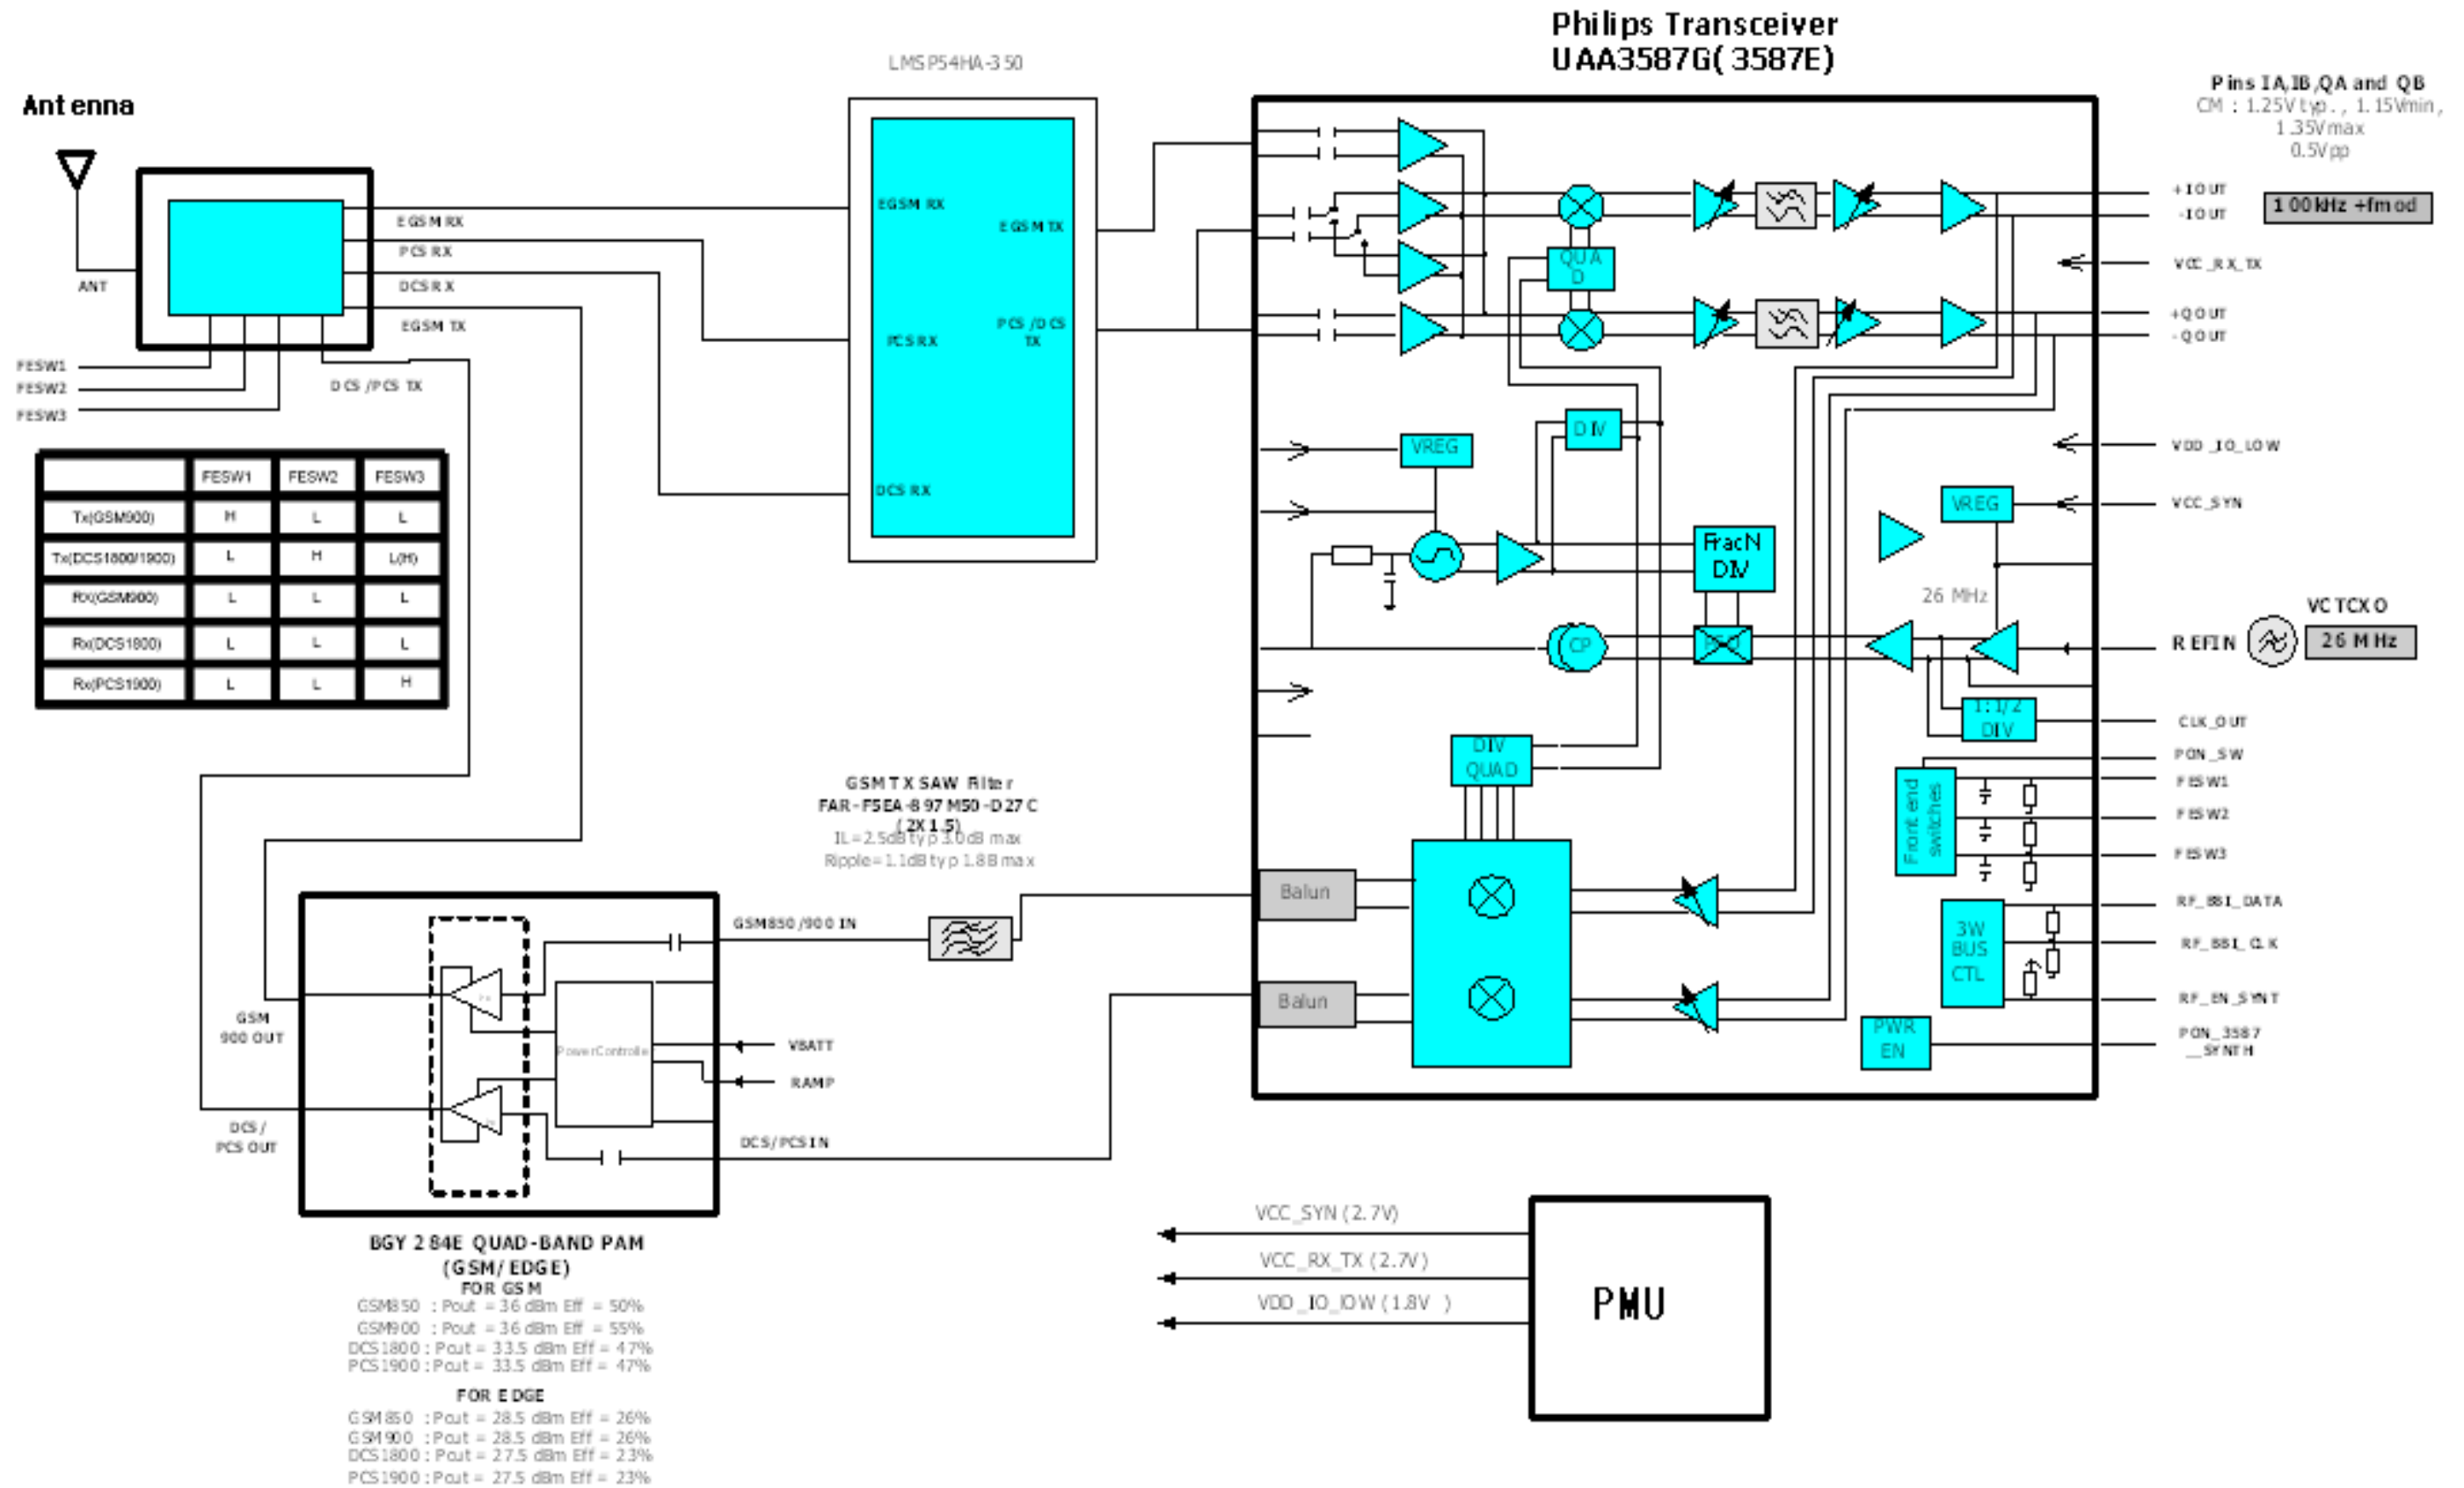 Philips Transceiver
UAA3587G(3587E)
LMSP54HA-350
Antenna
Pins IA,IB,QA and QB
CM : 1.25V typ., 1.15Vmin,
1.35Vmax
0.5Vpp
EGSM RX
PCS RX
DCS RX
EGSM TX
ANT
DCS /PCS TX
FESW1
FESW2
FESW3
EGSM RX
EGSM TX
PCS /DCS
TX
PCS RX
DCS RX
QUA
D
+IOUT
-IOUT
100kHz +fmod
VCC_RX_TX
+QOUT
-QOUT
VREG
DIV
VDD_IO_LOW
VREG
VCC_SYN
FracN
DIV
26 MHz
CP
VCTCXO
REFIN
26 MHz
1:1/2
DIV
CLK_OUT
PON_SW
FESW1
FESW2
FESW3
Front end
switches
DIV
QUAD
3W
BUS
CTL
RF_BBI_DATA
RF_BBI_CLK
RF_EN_SYNT
PWR
EN
PON_3587
_SYNTH
Balun
Balun
FESW1 FESW2 FESW3
Tx(GSM900) H L L
Tx(DCS1800/1900) L H L(H)
RX(GSM900) L L L
Rx(DCS1800) L L L
Rx(PCS1900) L L H
GSM TX SAW Filter
FAR-F5EA-897M50-D27C
(2X1.5)
IL=2.5dB typ 3.0dB max
Ripple=1.1dB typ 1.8B max
GSM850/900 IN
GSM
900 OUT
PowerControlle
VBATT
RAMP
DCS/
PCS OUT
DCS/PCS IN
BGY 284E QUAD-BAND PAM
(GSM/EDGE)
FOR GSM
GSM850 : Pout = 36 dBm Eff = 50%
GSM900 : Pout = 36 dBm Eff = 55%
DCS1800 : Pout = 33.5 dBm Eff = 47%
PCS1900 : Pout = 33.5 dBm Eff = 47%
FOR EDGE
GSM850 : Pout = 28.5 dBm Eff = 26%
GSM900 : Pout = 28.5 dBm Eff = 26%
DCS1800 : Pout = 27.5 dBm Eff = 23%
PCS1900 : Pout = 27.5 dBm Eff = 23%
VCC_SYN (2.7V)
VCC_RX_TX (2.7V)
VDD_IO_lOW (1.8V )
PMU